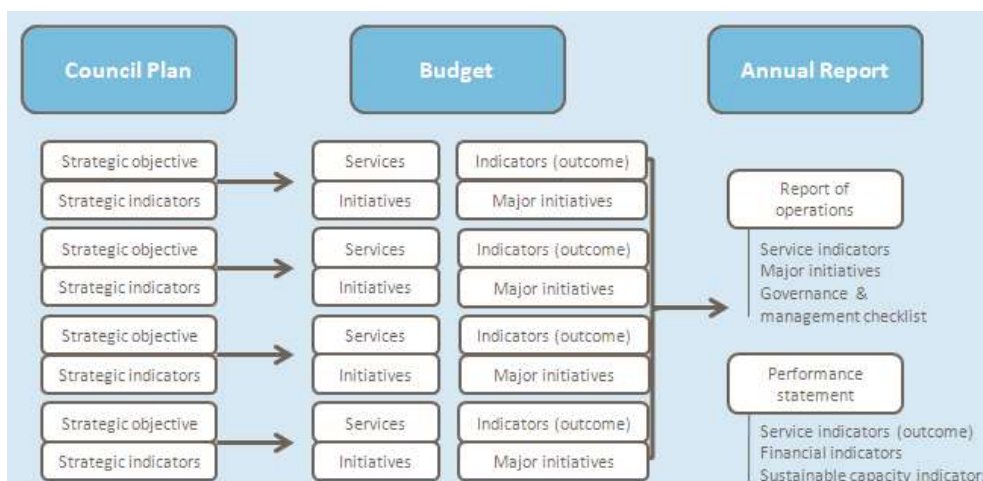 Council Plan
Budget
Annual Report
Strategic objective
Strategic indicators
Services
Initiatives
Indicators (outcome)
Major initiatives
Strategic objective
Strategic indicators
Services
Initiatives
Indicators (outcome)
Major initiatives
Strategic objective
Strategic indicators
Services
Initiatives
Indicators (outcome)
Major initiatives
Strategic objective
Strategic indicators
Services
Initiatives
Indicators (outcome)
Major initiatives
Report of
operations
Service indicators
Major initiatives
Governance &
management checklist
Performance
statement
Service indicators (outcome)
Financial indicators
Sustainable capacity indicators